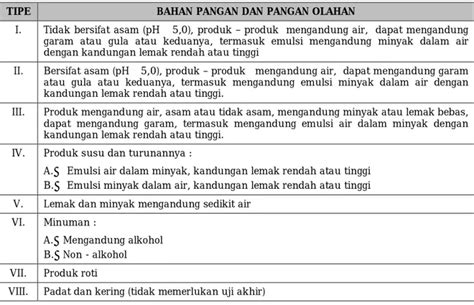 TIPE BAHAN PANGAN DAN PANGAN OLAHAN
I. Tidak bersifat asam (pH 5,0), produk – produk mengandung air, dapat mengandung
garam atau gula atau keduanya, termasuk emulsi mengandung minyak dalam air
dengan kandungan lemak rendah atau tinggi
II. Bersifat asam (pH 5,0), produk – produk mengandung air, dapat mengandung garam
atau gula atau keduanya, termasuk emulsi mengandung minyak dalam air dengan
kandungan lemak rendah atau tinggi.
III. Produk mengandung air, asam atau tidak asam, mengandung minyak atau lemak bebas,
dapat mengandung garam, termasuk mengandung emulsi air dalam minyak dengan
kandungan lemak rendah atau tinggi.
IV. Produk susu dan turunannya :
A. Emulsi air dalam minyak, kandungan lemak rendah atau tinggi
B. Emulsi minyak dalam air, kandungan lemak rendah atau tinggi
V. Lemak dan minyak mengandung sedikit air
VI. Minuman :
A. Mengandung alkohol
B. Non - alkohol
VII. Produk roti
VIII. Padat dan kering (tidak memerlukan uji akhir)